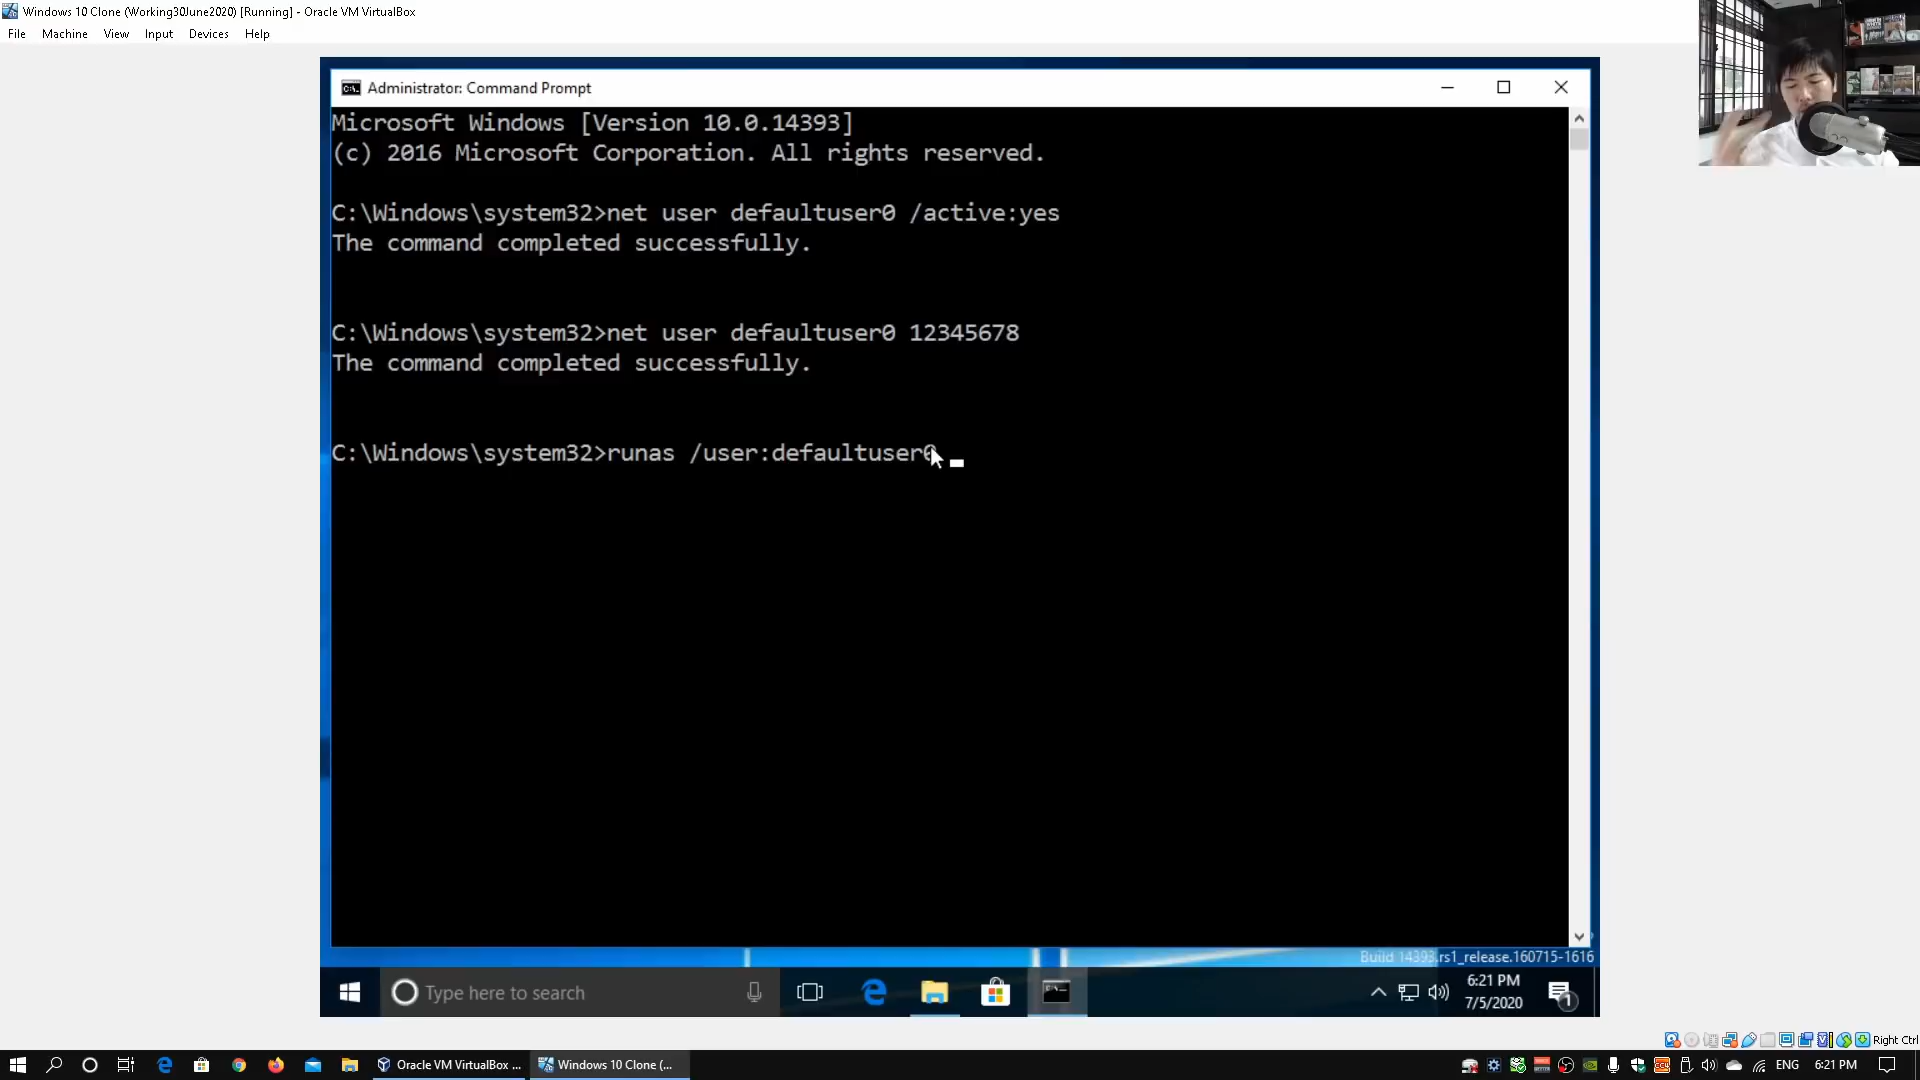 Windows 10 Clone (Working30June2020) [Running] - Oracle VM VirtualBox
File Machine View Input Devices Help
Administrator: Command Prompt
Microsoft Windows [Version 10.0.14393]
(c) 2016 Microsoft Corporation. All rights reserved.
C:\Windows\system32>net user defaultuser0 /active:yes
The command completed successfully.
C:\Windows\system32>net user defaultuser0 12345678
The command completed successfully.
C:\Windows\system32>runas /user:defaultuser0
Build 14393.rs1_release.160715-1616
Type here to search
6:21 PM
7/5/2020
1
Right Ctrl
Oracle VM VirtualBox ...
Windows 10 Clone (...
ENG
6:21 PM